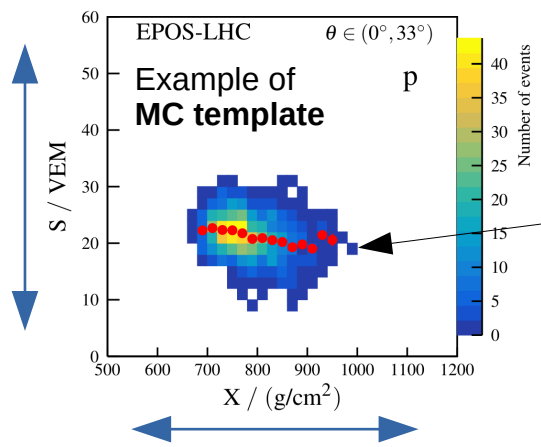 EPOS-LHC θ ∈ (0°, 33°)
Example of p
MC template
S / VEM
60
50
40
30
20
10
0
500 600 700 800 900 1000 1100 1200
X / (g/cm²)
Number of events
40
35
30
25
20
15
10
5
0